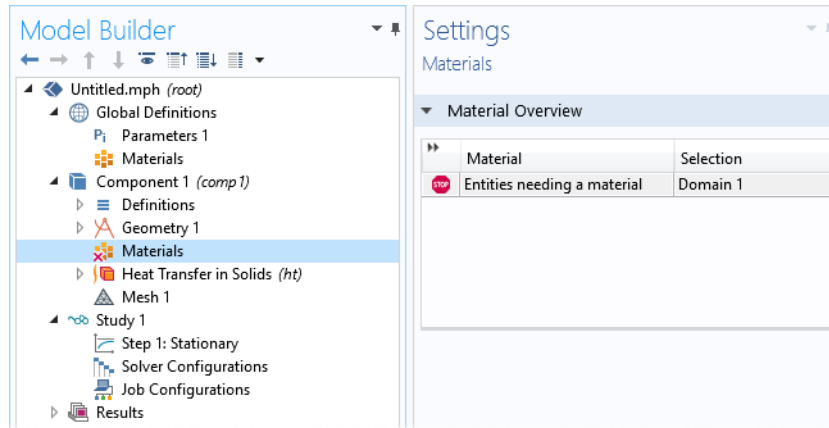 Model Builder
Untitled.mph (root)
Global Definitions
Pi Parameters 1
Materials
Component 1 (comp1)
Definitions
Geometry 1
Materials
Heat Transfer in Solids (ht)
Mesh 1
Study 1
Step 1: Stationary
Solver Configurations
Job Configurations
Results
Settings
Materials
Material Overview
Material Selection
STOP Entities needing a material Domain 1